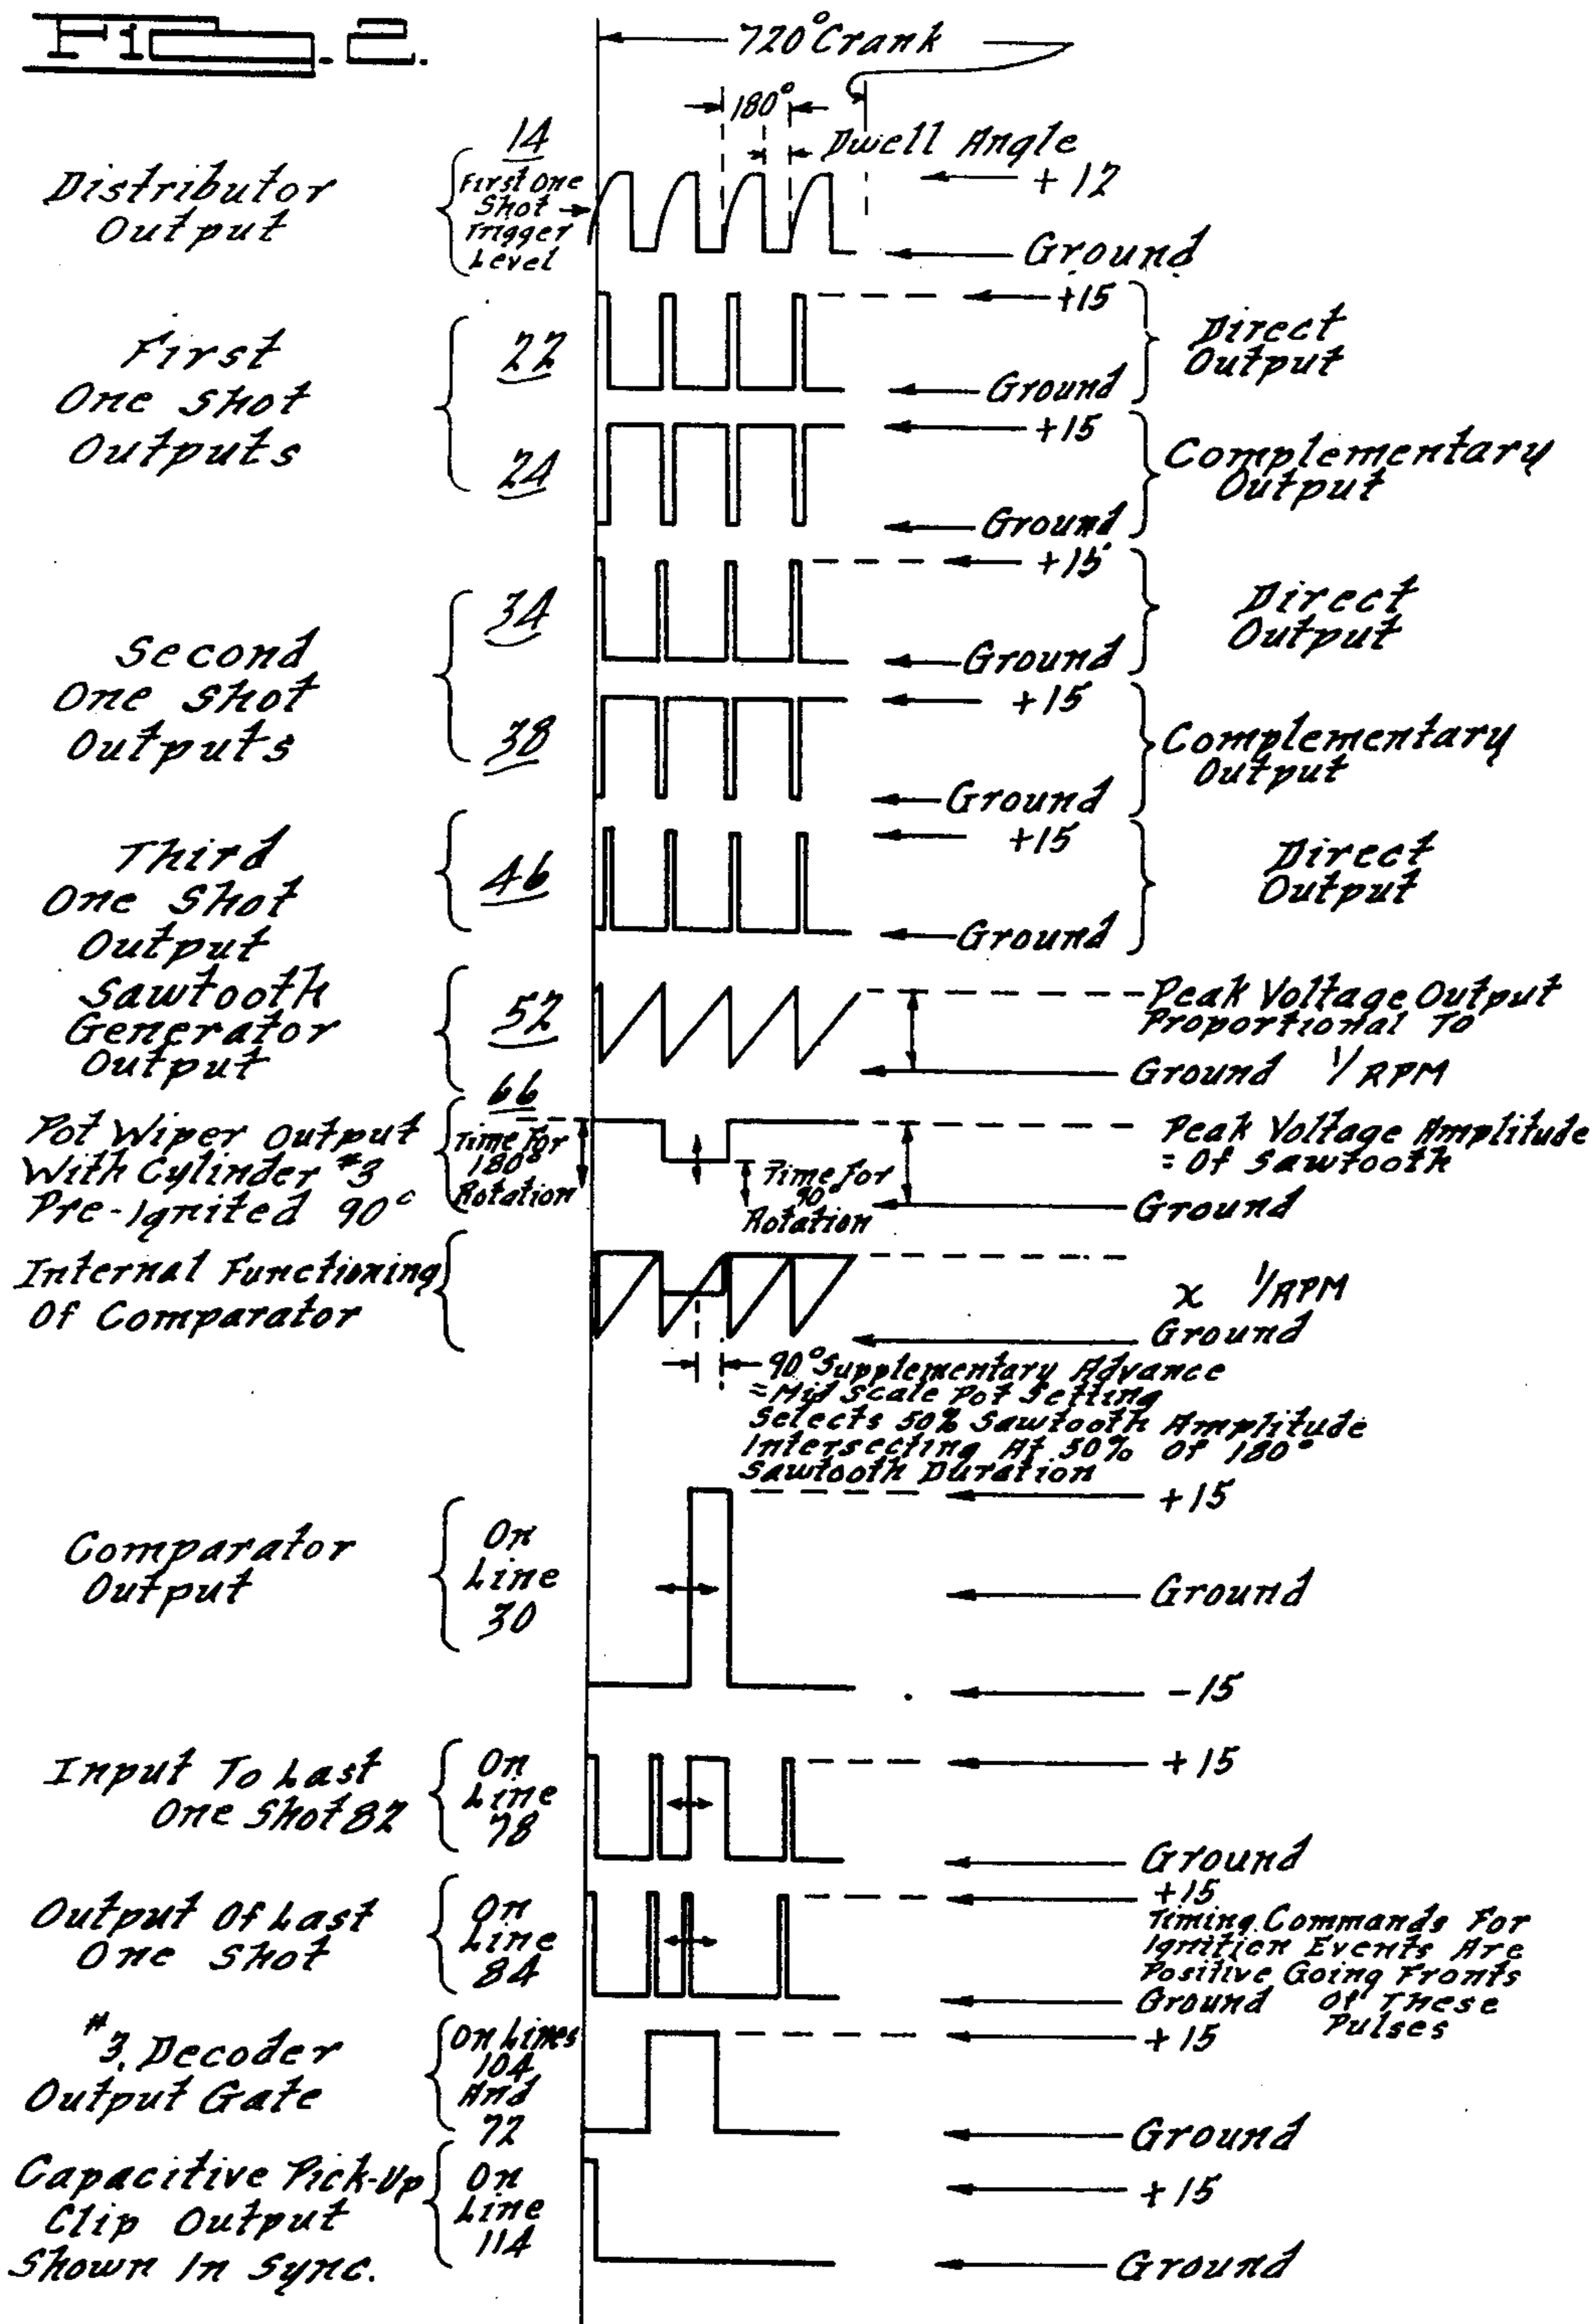 FIG. 2.
720° Crank
180°
Dwell Angle
Distributor
Output
14
First One
Shot
Trigger
Level
+12
Ground
First
One Shot
Outputs
22
+15
Ground
Direct
Output
24
+15
Ground
Complementary
Output
Second
One Shot
Outputs
34
+15
Ground
Direct
Output
38
+15
Ground
Complementary
Output
Third
One Shot
Output
46
+15
Ground
Direct
Output
Sawtooth
Generator
Output
52
Peak Voltage Output
Proportional To
Ground 1/RPM
Pot Wiper Output
With Cylinder #3
Pre-Ignited 90°
66
Time For
180°
Rotation
Time For
90°
Rotation
Peak Voltage Amplitude
= Of Sawtooth
Ground
Internal Functioning
Of Comparator
x 1/RPM
Ground
90° Supplementary Advance
= Mid Scale Pot Setting
Selects 50% Sawtooth Amplitude
Intersecting At 50% Of 180°
Sawtooth Duration
Comparator
Output
On
Line
30
+15
Ground
-15
Input To Last
One Shot 82
On
Line
78
+15
Ground
Output Of Last
One Shot
On
Line
84
+15
Timing Commands For
Ignition Events Are
Positive Going Fronts
Ground Of These
Pulses
#3, Decoder
Output Gate
On Lines
104
And
72
+15
Ground
Capacitive Pick-Up
Clip Output
Shown In Sync.
On
Line
114
+15
Ground